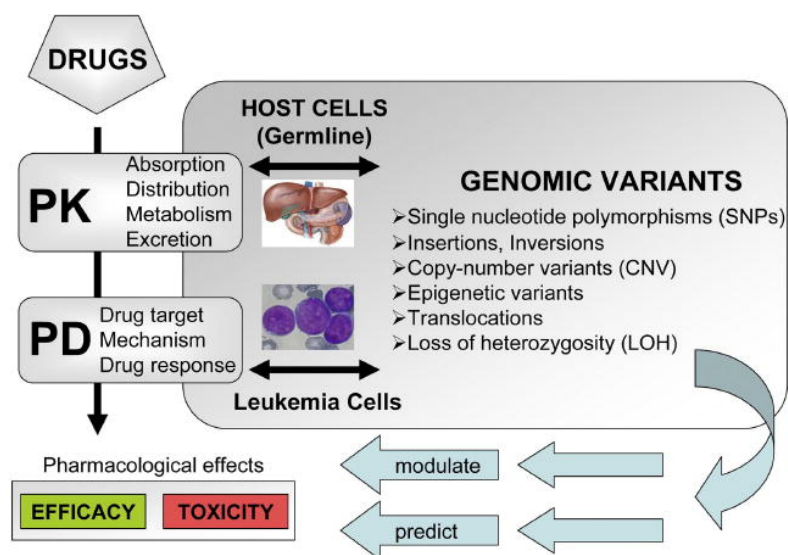 DRUGS
HOST CELLS
(Germline)
PK
Absorption
Distribution
Metabolism
Excretion
GENOMIC VARIANTS
➢Single nucleotide polymorphisms (SNPs)
➢Insertions, Inversions
➢Copy-number variants (CNV)
➢Epigenetic variants
➢Translocations
➢Loss of heterozygosity (LOH)
PD
Drug target
Mechanism
Drug response
Leukemia Cells
Pharmacological effects
EFFICACY
TOXICITY
modulate
predict